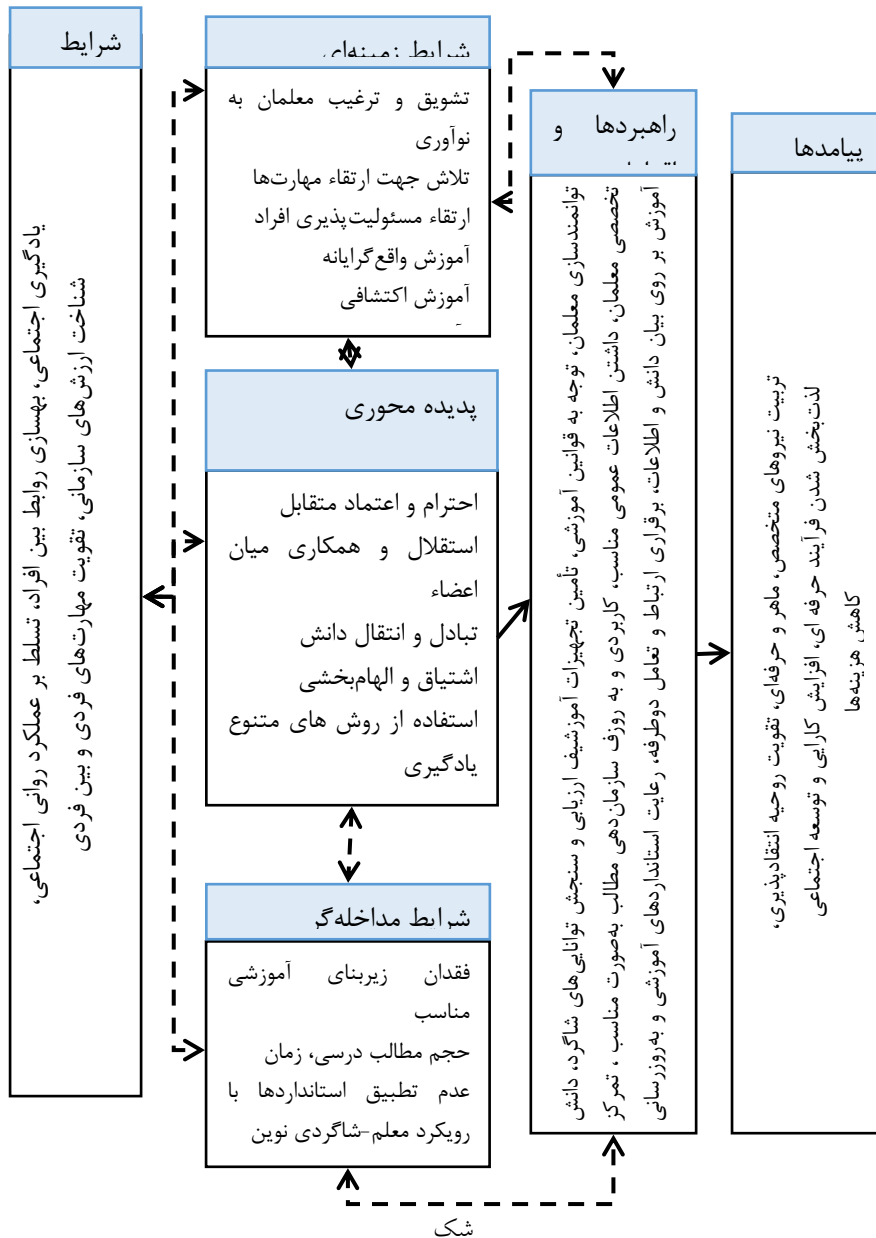 شرایط
یادگیری اجتماعی، بهسازی روابط بین افراد، تسلط بر عملکرد روانی اجتماعی،
شناخت ارزش‌های سازمانی، تقویت مهارت‌های فردی و بین فردی
شرایط زمینه‌ای
تشویق و ترغیب معلمان به
نوآوری
تلاش جهت ارتقاء مهارت‌ها
ارتقاء مسئولیت‌پذیری افراد
آموزش واقع‌گرایانه
آموزش اکتشافی
پدیده محوری
احترام و اعتماد متقابل
استقلال و همکاری میان
اعضاء
تبادل و انتقال دانش
اشتیاق و الهام‌بخشی
استفاده از روش های متنوع
یادگیری
شرایط مداخله‌گر
فقدان زیربنای آموزشی
مناسب
حجم مطالب درسی، زمان
عدم تطبیق استانداردها با
رویکرد معلم-شاگردی نوین
راهبردها و
توانمندسازی معلمان، توجه به قوانین آموزشی، تأمین تجهیزات آموزشیف ارزیابی و سنجش توانایی‌های شاگرد، دانش
تخصصی معلمان، داشتن اطلاعات عمومی مناسب، کاربردی و به روزف سازمان‌دهی مطالب به‌صورت مناسب ، تمرکز
آموزش بر روی بیان دانش و اطلاعات، برقراری ارتباط و تعامل دوطرفه، رعایت استانداردهای آموزشی و به‌روزرسانی
پیامدها
تربیت نیروهای متخصص، ماهر و حرفه‌ای، تقویت روحیه انتقادپذیری،
لذت‌بخش شدن فرآیند حرفه ای، افزایش کارایی و توسعه اجتماعی
کاهش هزینه‌ها
شک